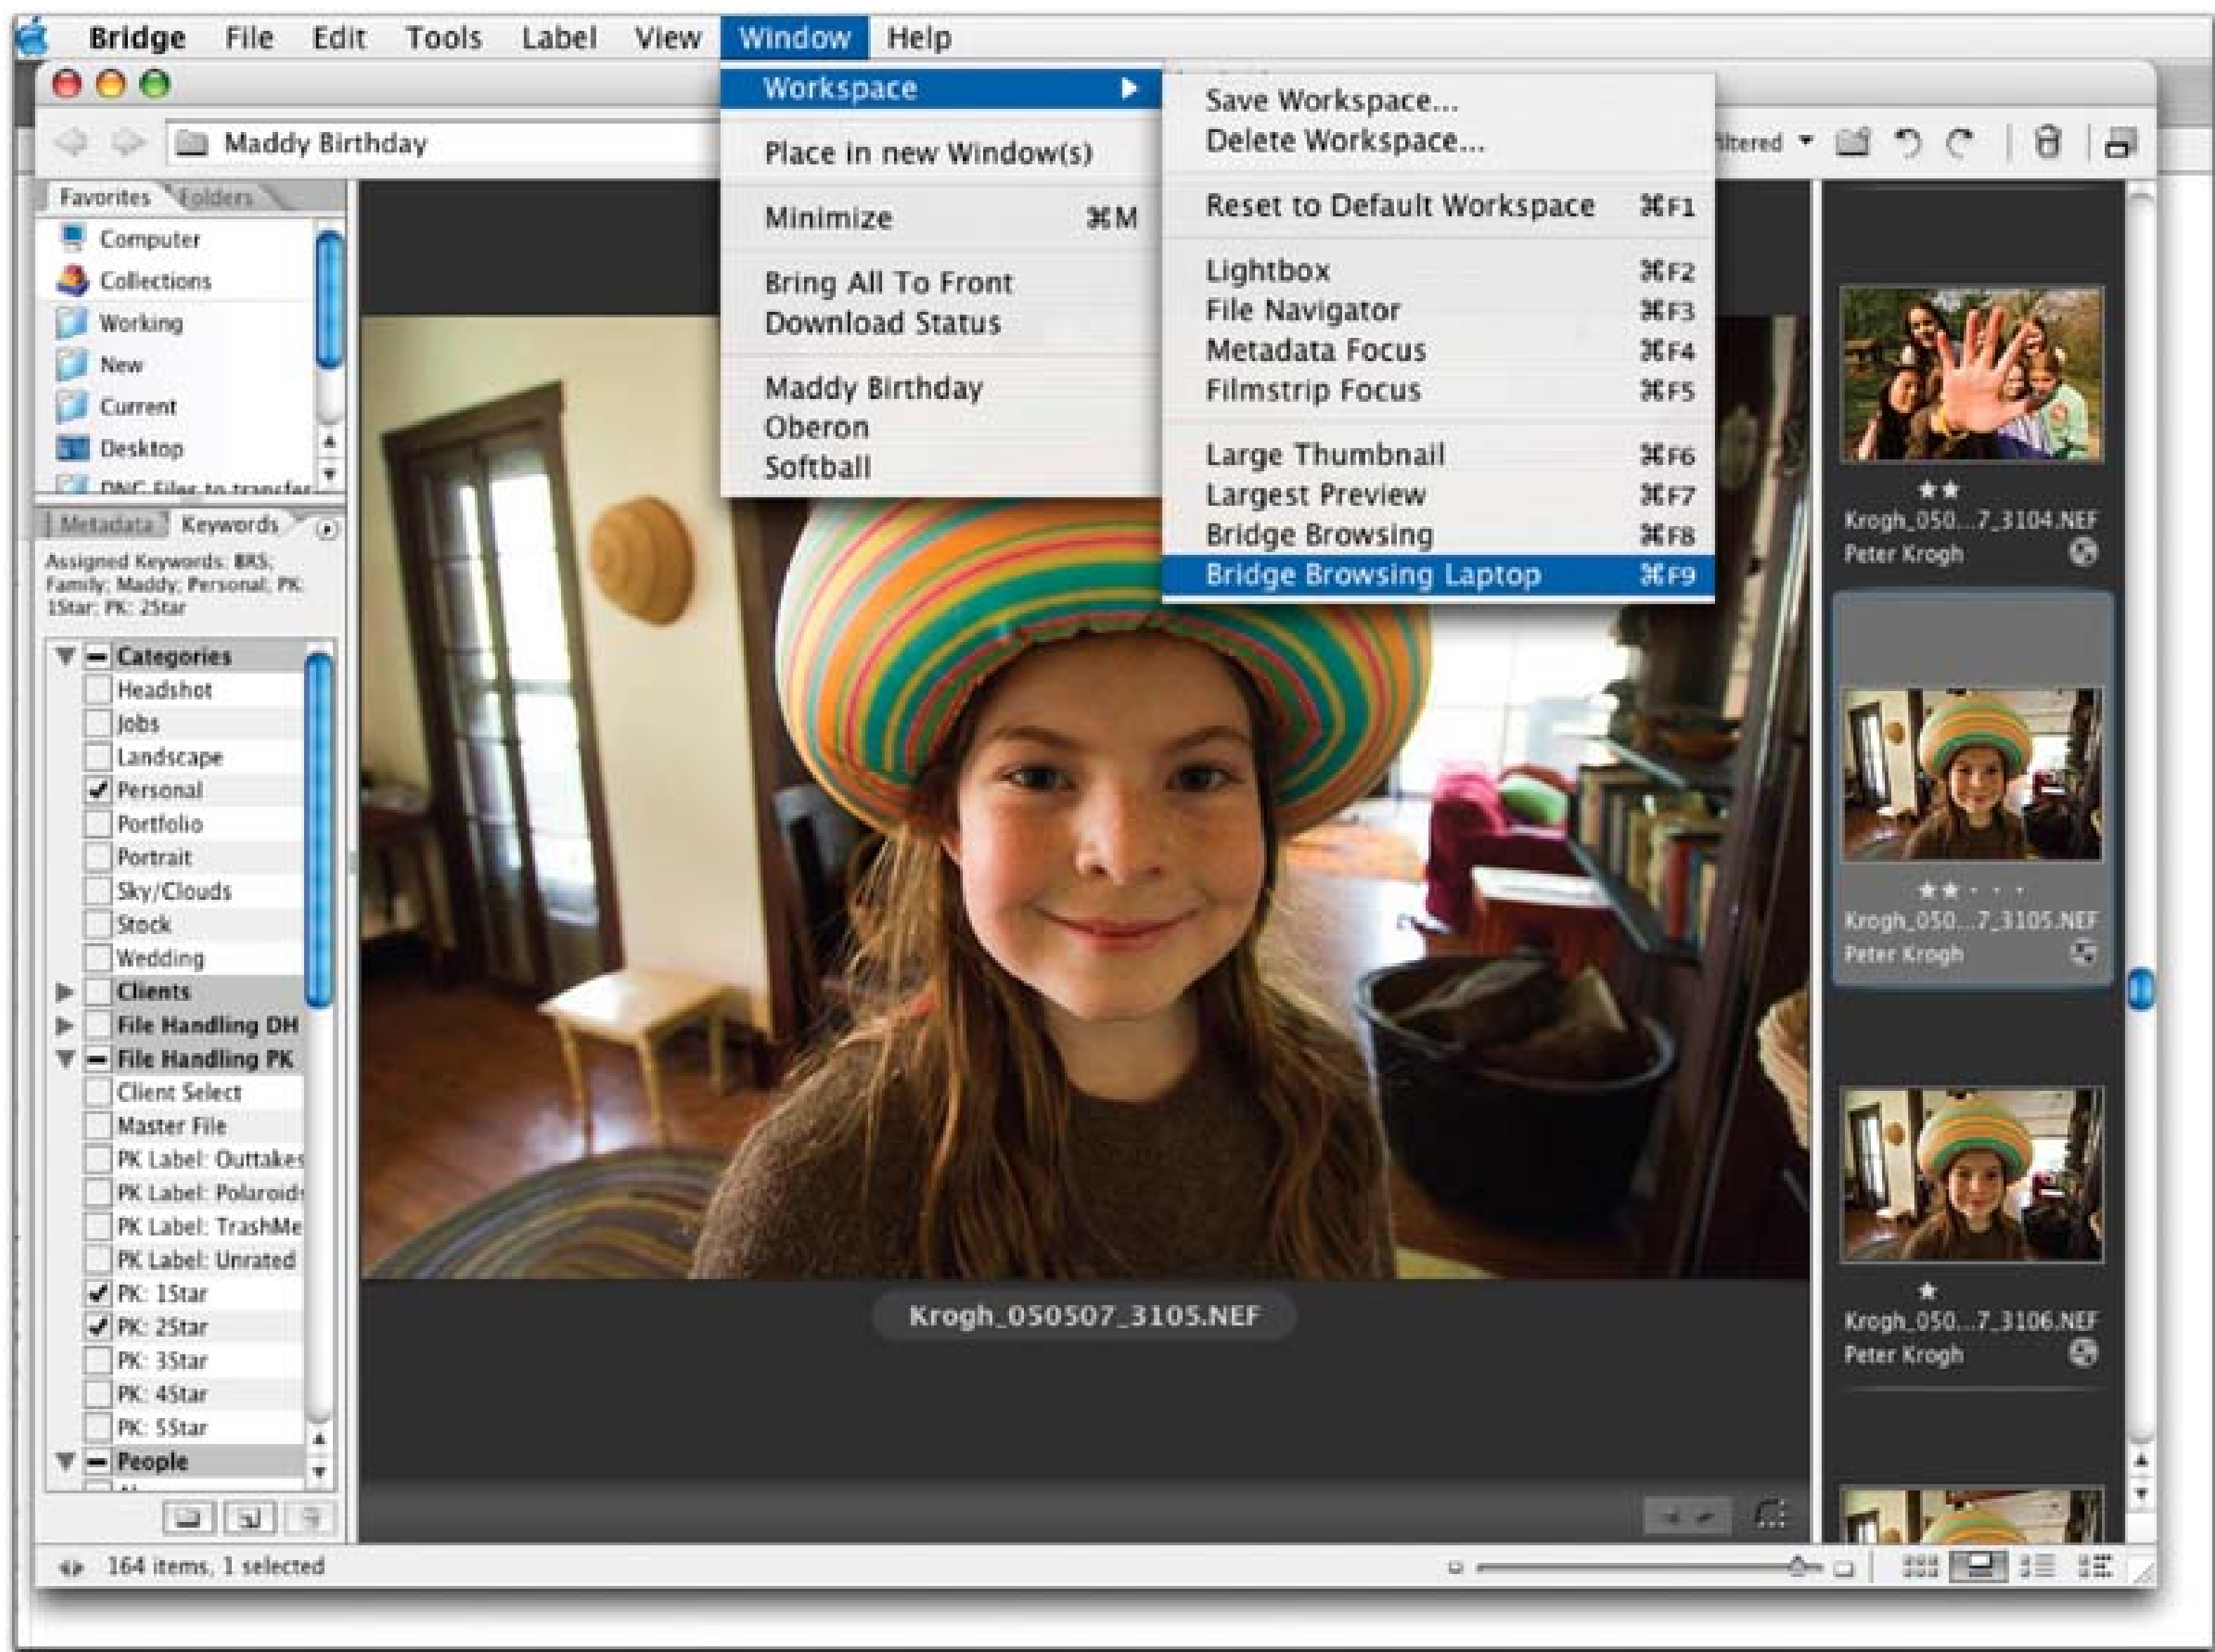 Bridge File Edit Tools Label View Window Help
Maddy Birthday
Workspace
Place in new Window(s)
Minimize ⌘M
Bring All To Front
Download Status
Maddy Birthday
Oberon
Softball
Save Workspace...
Delete Workspace...
Reset to Default Workspace ⌘F1
Lightbox ⌘F2
File Navigator ⌘F3
Metadata Focus ⌘F4
Filmstrip Focus ⌘F5
Large Thumbnail ⌘F6
Largest Preview ⌘F7
Bridge Browsing ⌘F8
Bridge Browsing Laptop ⌘F9
Favorites Folders
Computer
Collections
Working
New
Current
Desktop
DNG Files to transfer
Metadata Keywords
Assigned Keywords: BRS;
Family; Maddy; Personal; PK:
1Star; PK: 2Star
Categories
Headshot
Jobs
Landscape
Personal
Portfolio
Portrait
Sky/Clouds
Stock
Wedding
Clients
File Handling DH
File Handling PK
Client Select
Master File
PK Label: Outtakes
PK Label: Polaroids
PK Label: TrashMe
PK Label: Unrated
PK: 1Star
PK: 2Star
PK: 3Star
PK: 4Star
PK: 5Star
People
164 items, 1 selected
Krogh_050507_3105.NEF
Krogh_050...7_3104.NEF
Peter Krogh
Krogh_050...7_3105.NEF
Peter Krogh
Krogh_050...7_3106.NEF
Peter Krogh